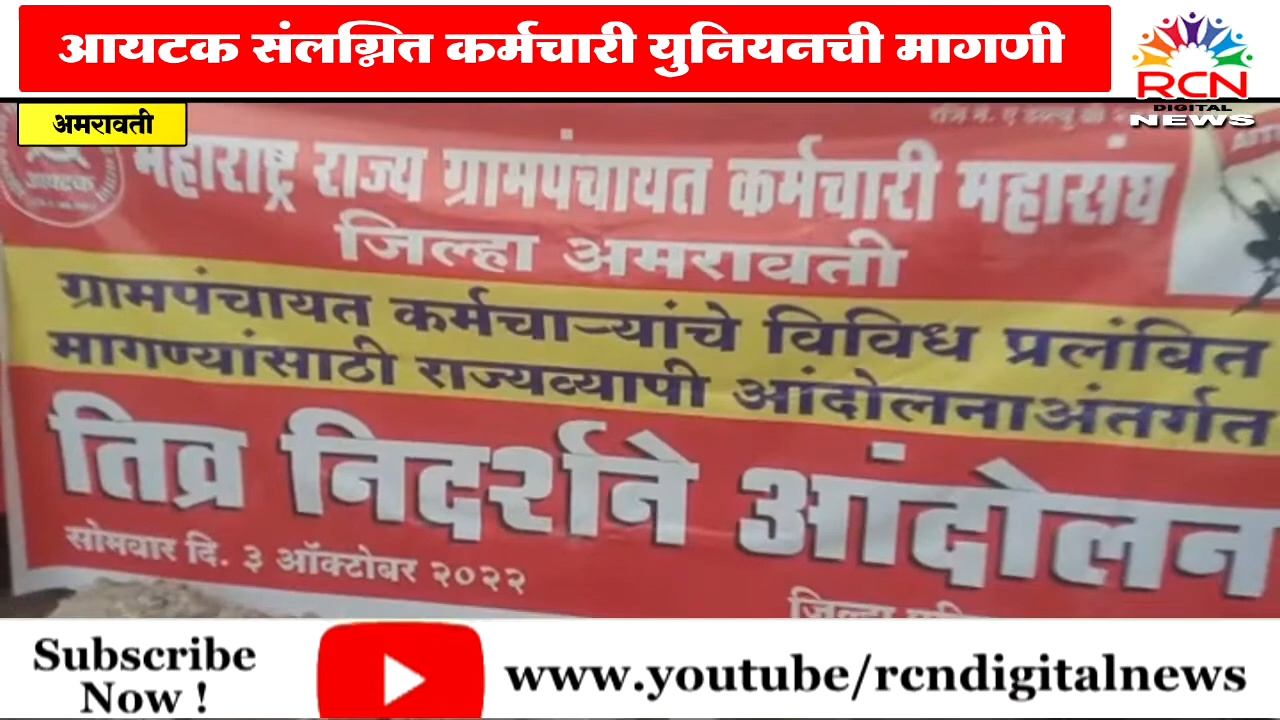 आयटक संलग्नित कर्मचारी युनियनची मागणी
RCN
DIGITAL
NEWS
अमरावती
आयटक
महाराष्ट्र राज्य ग्रामपंचायत कर्मचारी महासंघ
जिल्हा अमरावती
ग्रामपंचायत कर्मचाऱ्यांचे विविध प्रलंबित
मागण्यांसाठी राज्यव्यापी आंदोलनाअंतर्गत
तिव्र निदर्शने आंदोलन
सोमवार दि. ३ ऑक्टोबर २०२२
जिल्हा
Subscribe
Now !
www.youtube/rcndigitalnews